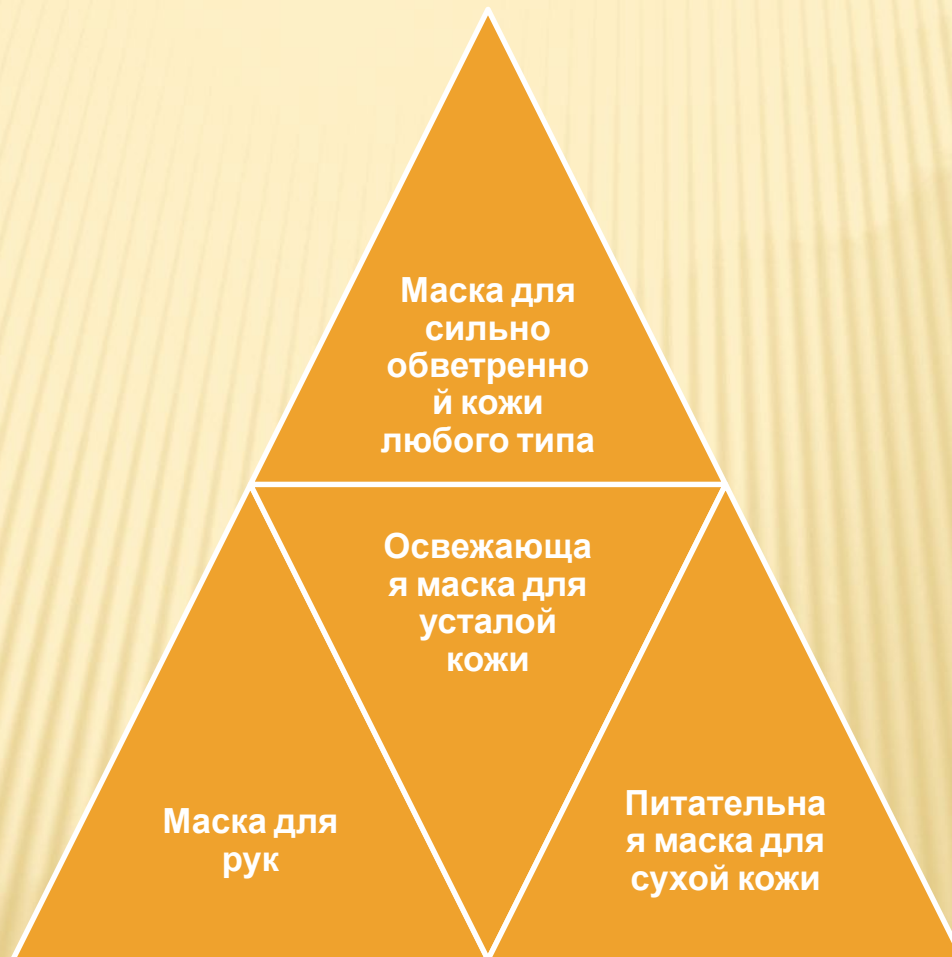 Маска для
сильно
обветренно
й кожи
любого типа
Освежающа
я маска для
усталой
кожи
Маска для
рук
Питательна
я маска для
сухой кожи